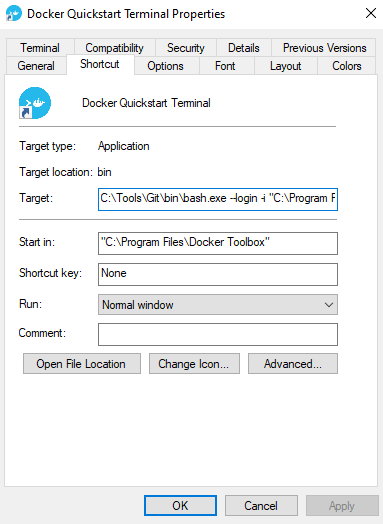 Docker Quickstart Terminal Properties
Terminal Compatibility Security Details Previous Versions
General Shortcut Options Font Layout Colors
Docker Quickstart Terminal
Target type: Application
Target location: bin
Target: C:\Tools\Git\bin\bash.exe --login -i "C:\Program F
Start in: "C:\Program Files\Docker Toolbox"
Shortcut key: None
Run: Normal window
Comment:
Open File Location Change Icon... Advanced...
OK Cancel Apply